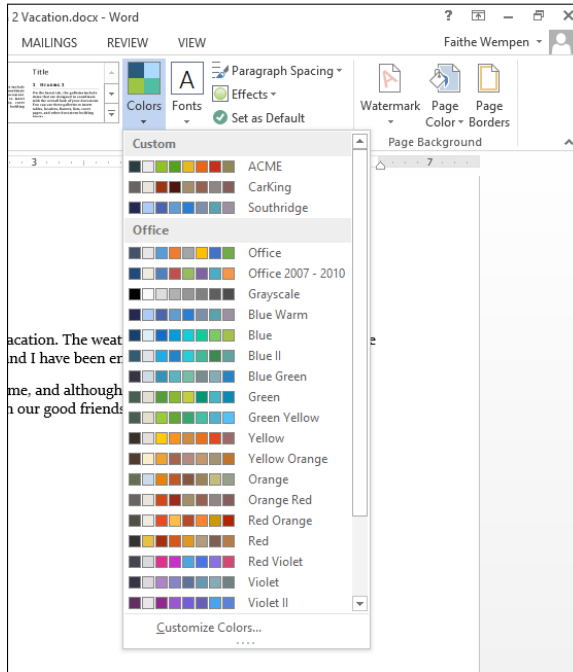 2 Vacation.docx - Word
?
MAILINGS REVIEW VIEW
Faithe Wempen
Title
Colors
Fonts
Paragraph Spacing
Effects
Set as Default
Watermark
Page Color
Page Borders
Page Background
3
7
Custom
ACME
CarKing
Southridge
Office
Office
Office 2007 - 2010
Grayscale
Blue Warm
Blue
Blue II
Blue Green
Green
Green Yellow
Yellow
Yellow Orange
Orange
Orange Red
Red Orange
Red
Red Violet
Violet
Violet II
Customize Colors...
acation. The weat
e
nd I have been en
me, and although
n our good friends